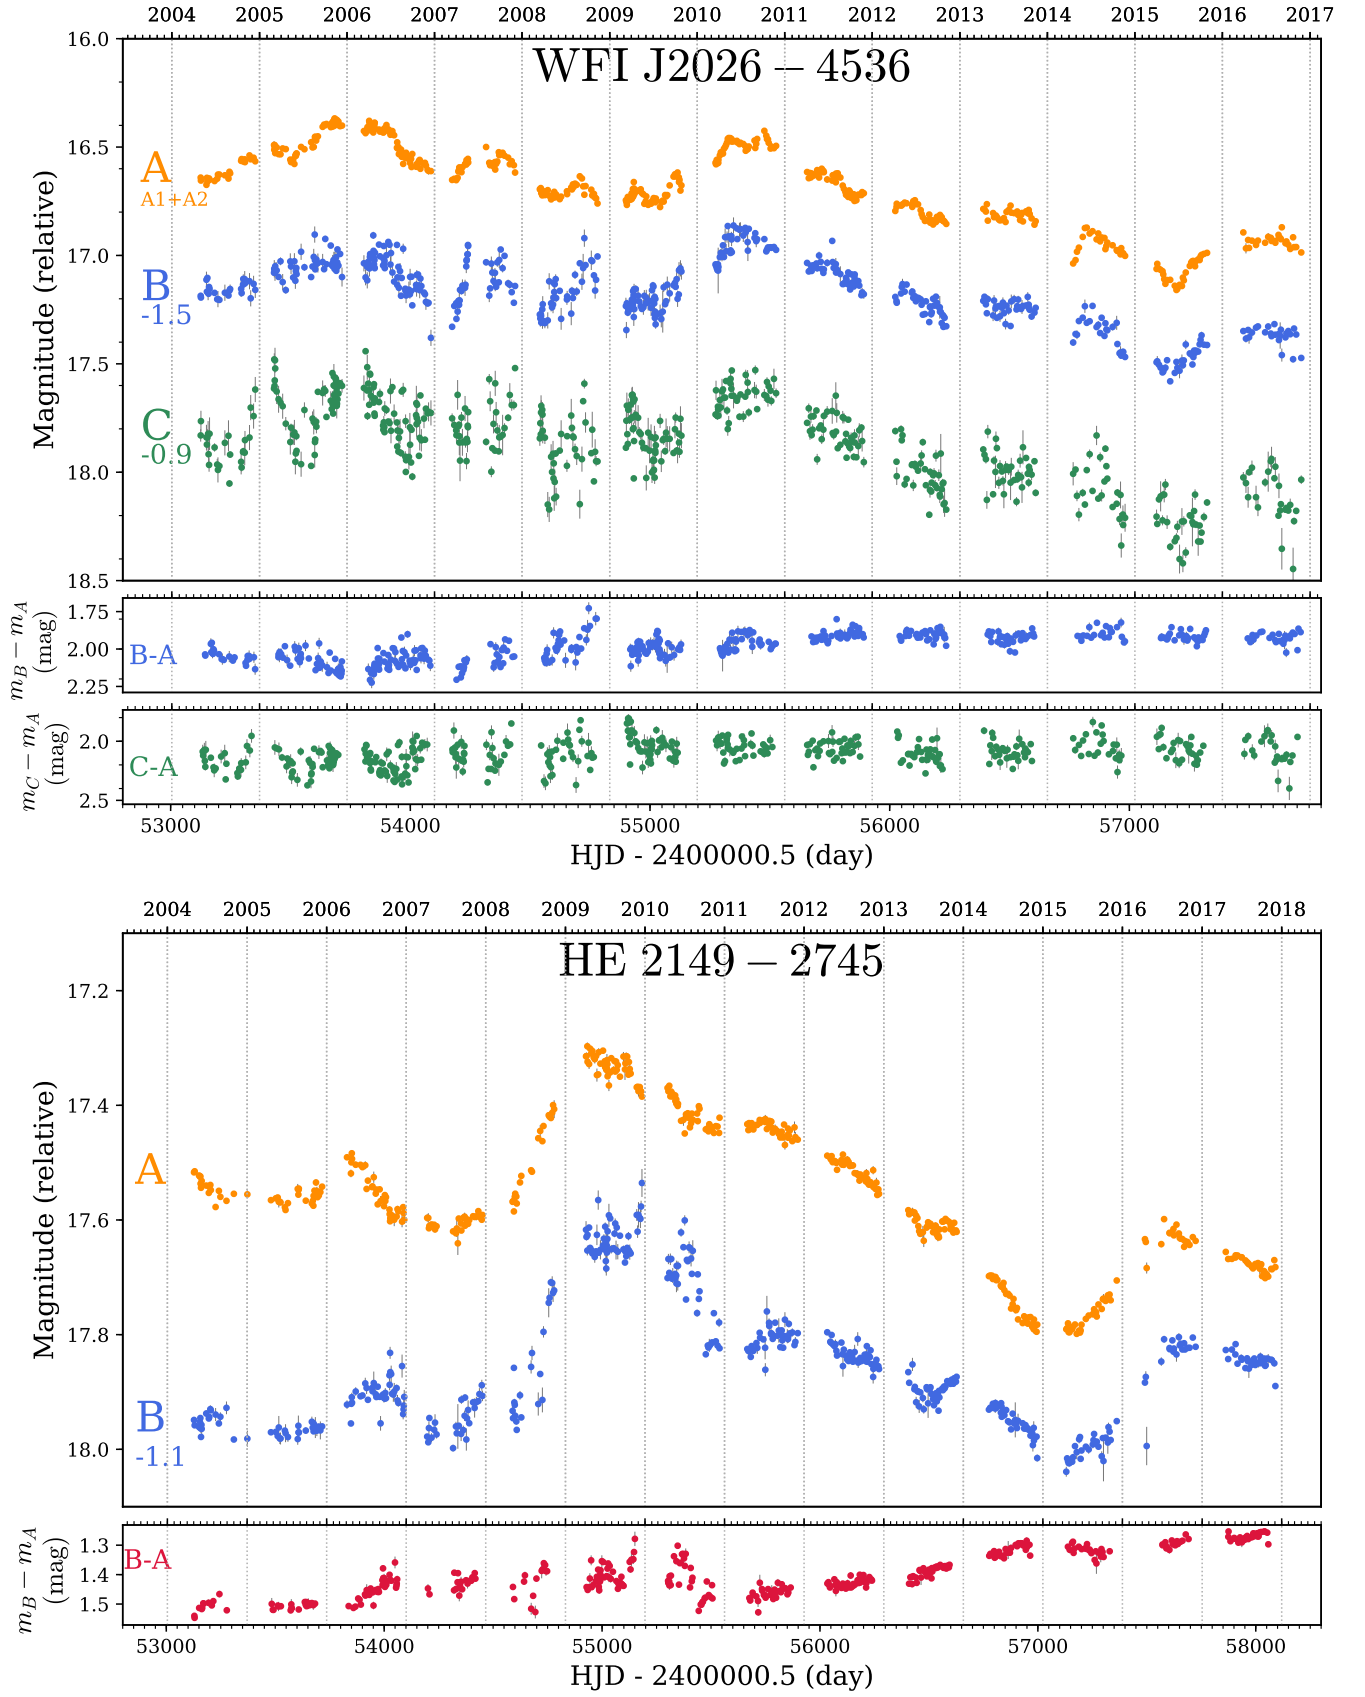 2004 2005 2006 2007 2008 2009 2010 2011 2012 2013 2014 2015 2016 2017
WFI J2026 – 4536
16.0
16.5
17.0
17.5
18.0
18.5
Magnitude (relative)
A
A1+A2
B
-1.5
C
-0.9
m_B − m_A
(mag)
1.75
2.00
2.25
B-A
m_C − m_A
(mag)
2.0
2.5
C-A
53000 54000 55000 56000 57000
HJD - 2400000.5 (day)
2004 2005 2006 2007 2008 2009 2010 2011 2012 2013 2014 2015 2016 2017 2018
HE 2149 – 2745
17.2
17.4
17.6
17.8
18.0
Magnitude (relative)
A
B
-1.1
m_B − m_A
(mag)
1.3
1.4
1.5
B-A
53000 54000 55000 56000 57000 58000
HJD - 2400000.5 (day)